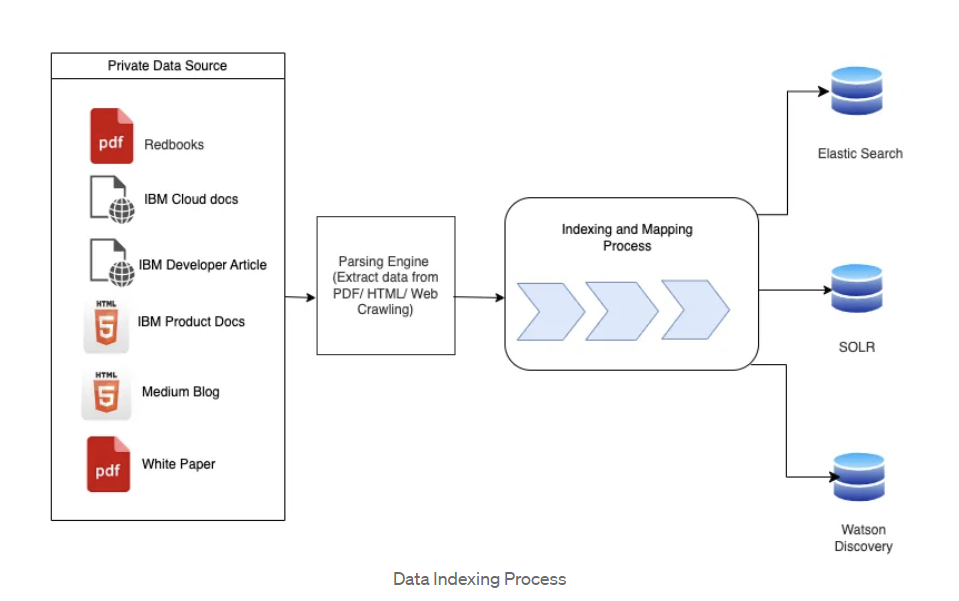 Private Data Source
pdf
Redbooks
IBM Cloud docs
IBM Developer Article
HTML
5
IBM Product Docs
HTML
5
Medium Blog
pdf
White Paper
Parsing Engine
(Extract data from
PDF/ HTML/ Web
Crawling)
Indexing and Mapping
Process
Elastic Search
SOLR
Watson
Discovery
Data Indexing Process